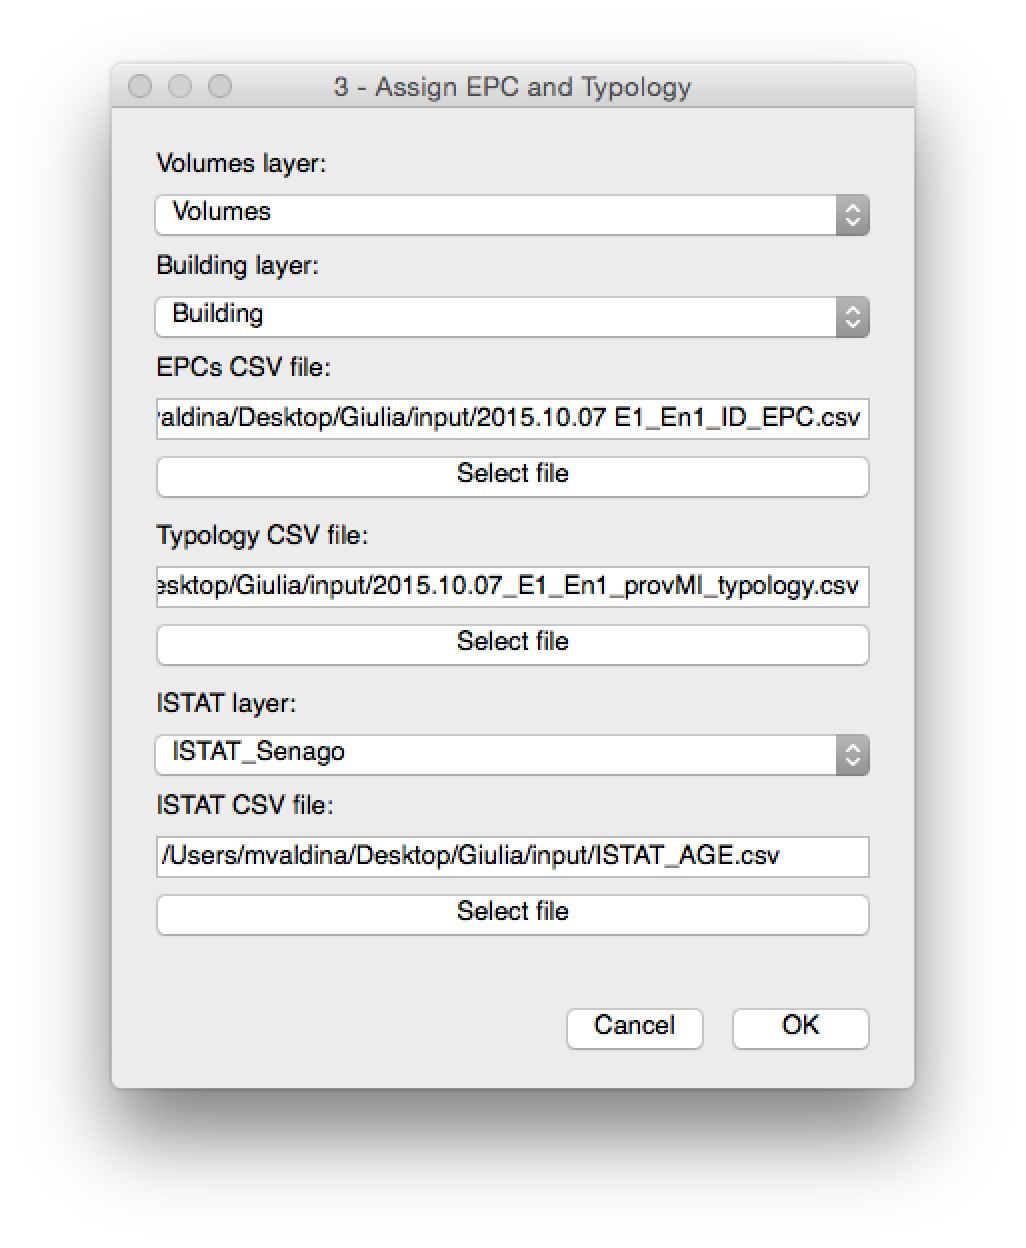 3 - Assign EPC and Typology
Volumes layer:
Volumes
Building layer:
Building
EPCs CSV file:
valdina/Desktop/Giulia/input/2015.10.07 E1_En1_ID_EPC.csv
Select file
Typology CSV file:
esktop/Giulia/input/2015.10.07_E1_En1_provMI_typology.csv
Select file
ISTAT layer:
ISTAT_Senago
ISTAT CSV file:
/Users/mvaldina/Desktop/Giulia/input/ISTAT_AGE.csv
Select file
Cancel OK